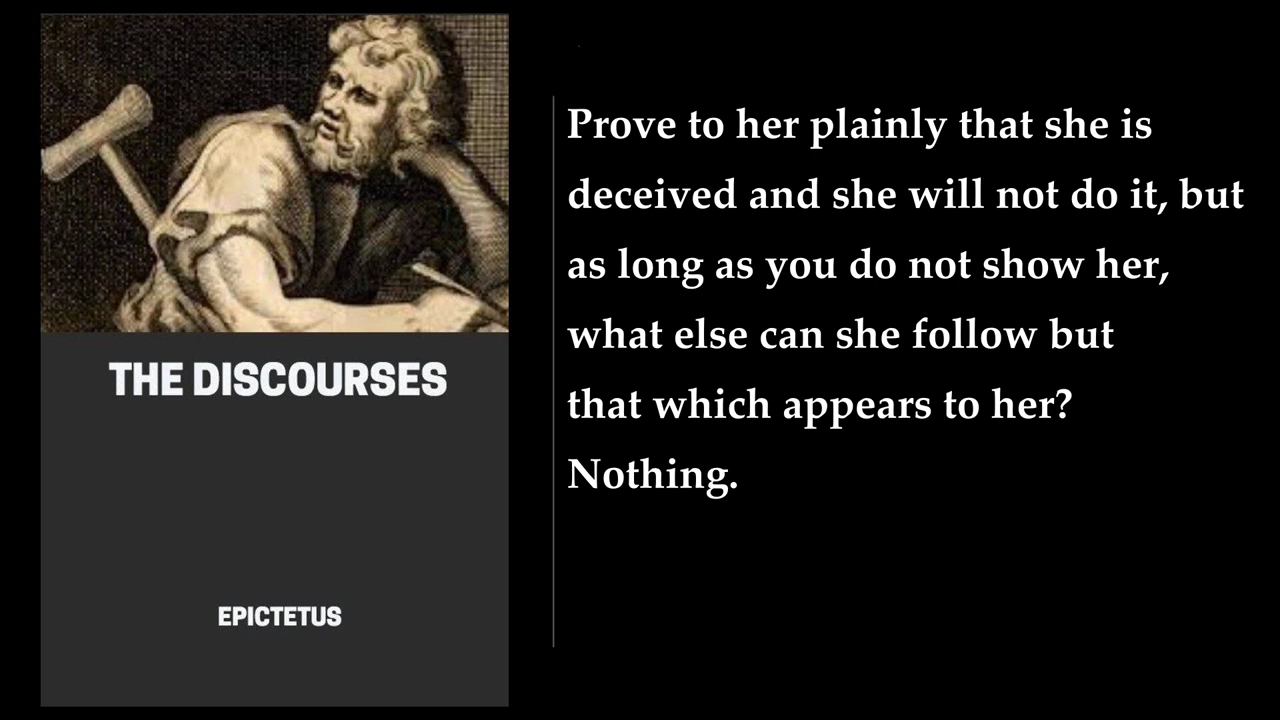 THE DISCOURSES
EPICTETUS
Prove to her plainly that she is
deceived and she will not do it, but
as long as you do not show her,
what else can she follow but
that which appears to her?
Nothing.